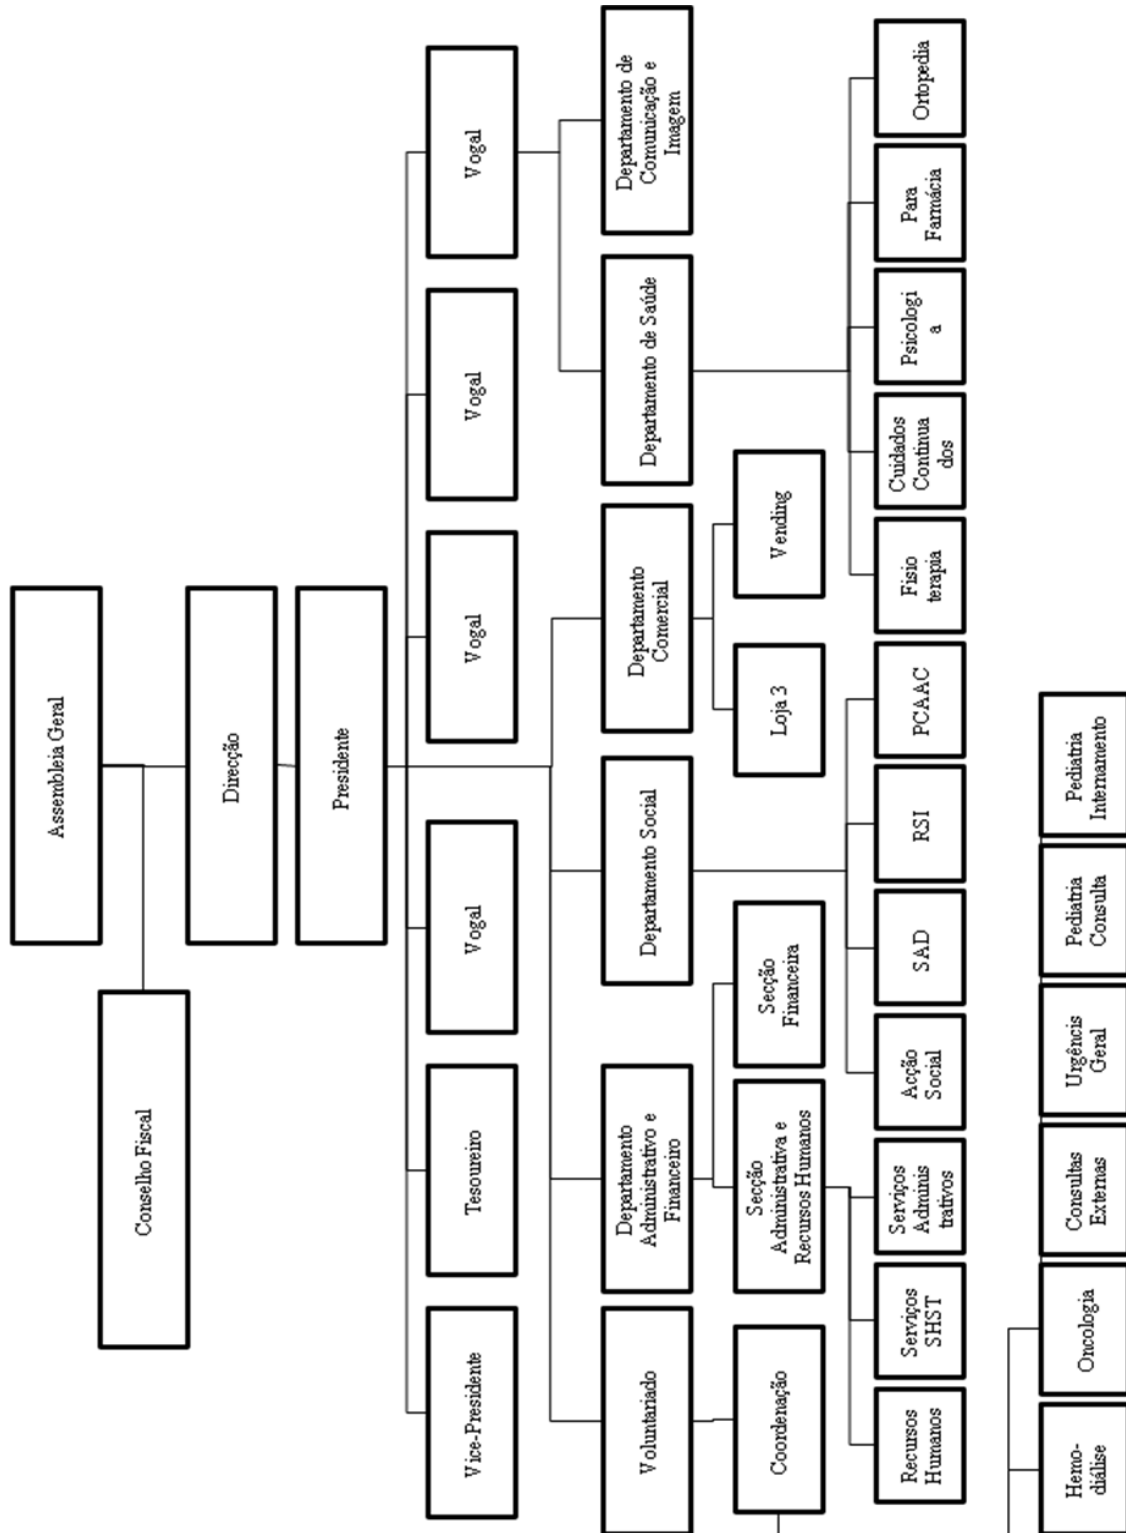 Assembleia Geral
Conselho Fiscal
Direcção
Presidente
Vice-Presidente
Tesoureiro
Vogal
Vogal
Vogal
Vogal
Voluntariado
Departamento
Administrativo e
Financeiro
Departamento Social
Departamento
Comercial
Departamento de Saúde
Departamento de
Comunicação e
Imagem
Coordenação
Secção
Administrativa e
Recursos Humanos
Secção
Financeira
Loja 3
Vending
Recursos
Humanos
Serviços
SHST
Serviços
Adminis
trativos
Acção
Social
SAD
RSI
PCAAC
Fisio
terapia
Cuidados
Continua
dos
Psicologi
a
Para
Farmácia
Ortopedia
Hemo-
diálise
Oncologia
Consultas
Externas
Urgêncis
Geral
Pediatria
Consulta
Pediatria
Internamento